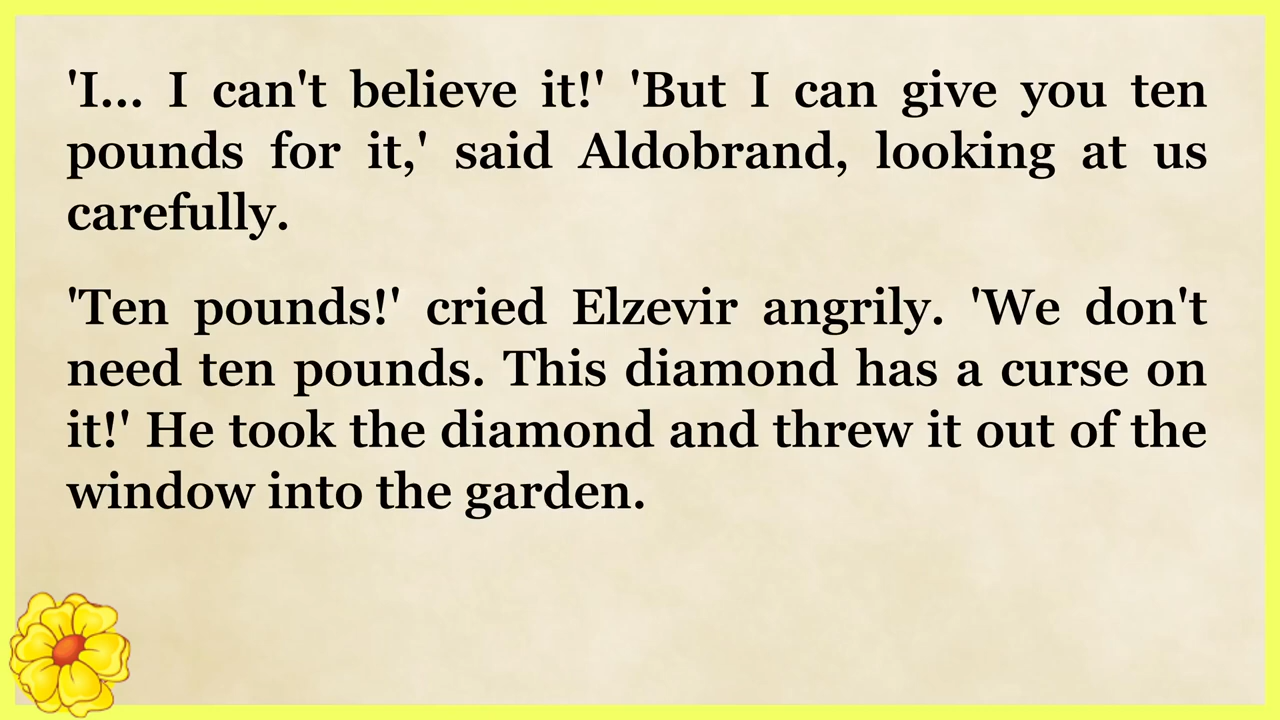 'I... I can't believe it!' 'But I can give you ten
pounds for it,' said Aldobrand, looking at us
carefully.
'Ten pounds!' cried Elzevir angrily. 'We don't
need ten pounds. This diamond has a curse on
it!' He took the diamond and threw it out of the
window into the garden.